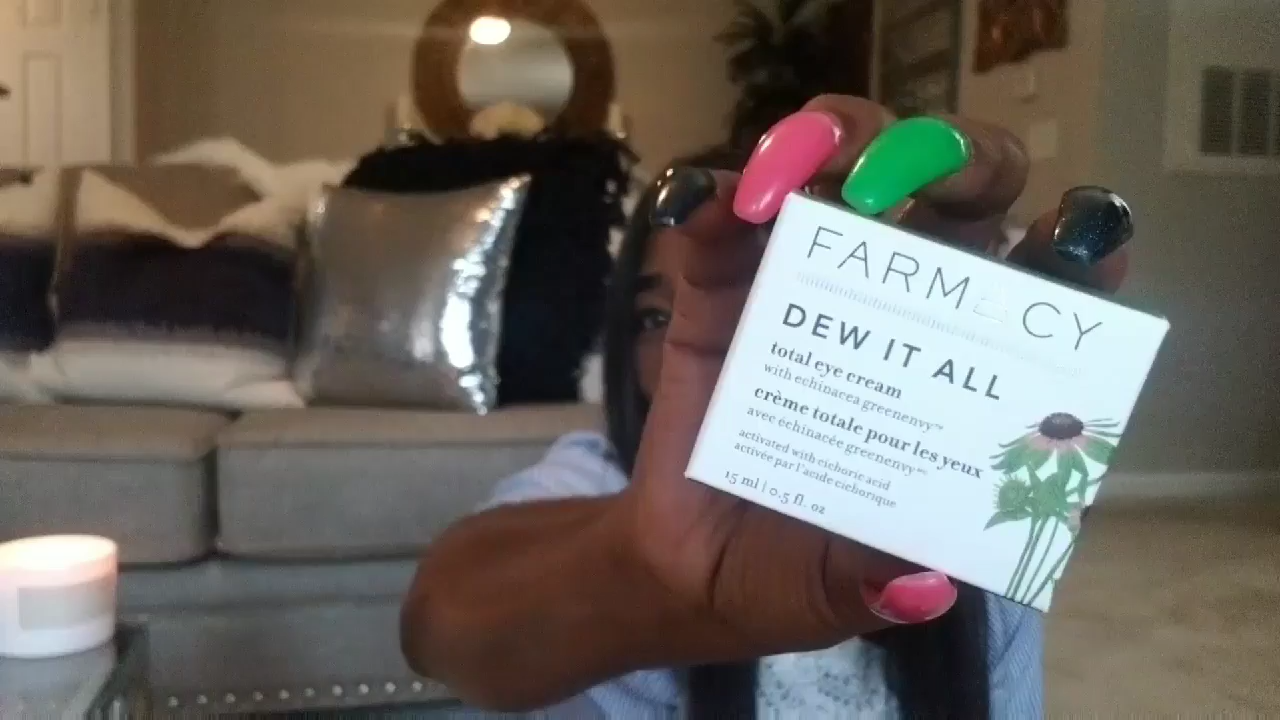 FARMACY
DEW IT ALL
total eye cream
with echinacea greenenvy™
crème totale pour les yeux
avec échinacée greenenvy™
activated with cichoric acid
activée par l'acide cichorique
15 ml | 0.5 fl. oz